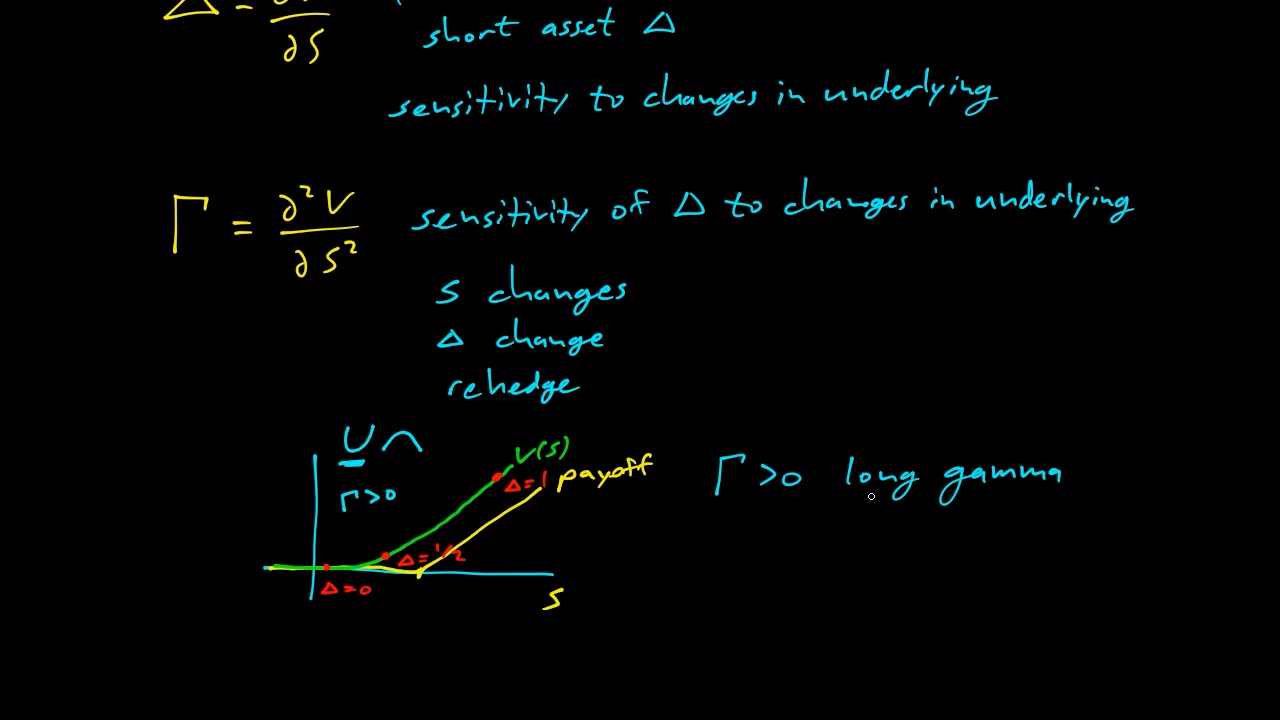 Δ = ∂V/∂S
short asset Δ
sensitivity to changes in underlying
Γ = ∂²V/∂S² sensitivity of Δ to changes in underlying
S changes
Δ change
rehedge
V(S)
payoff
Γ>0
Δ=1
Γ>0 long gamma
Δ=1/2
Δ=0
S